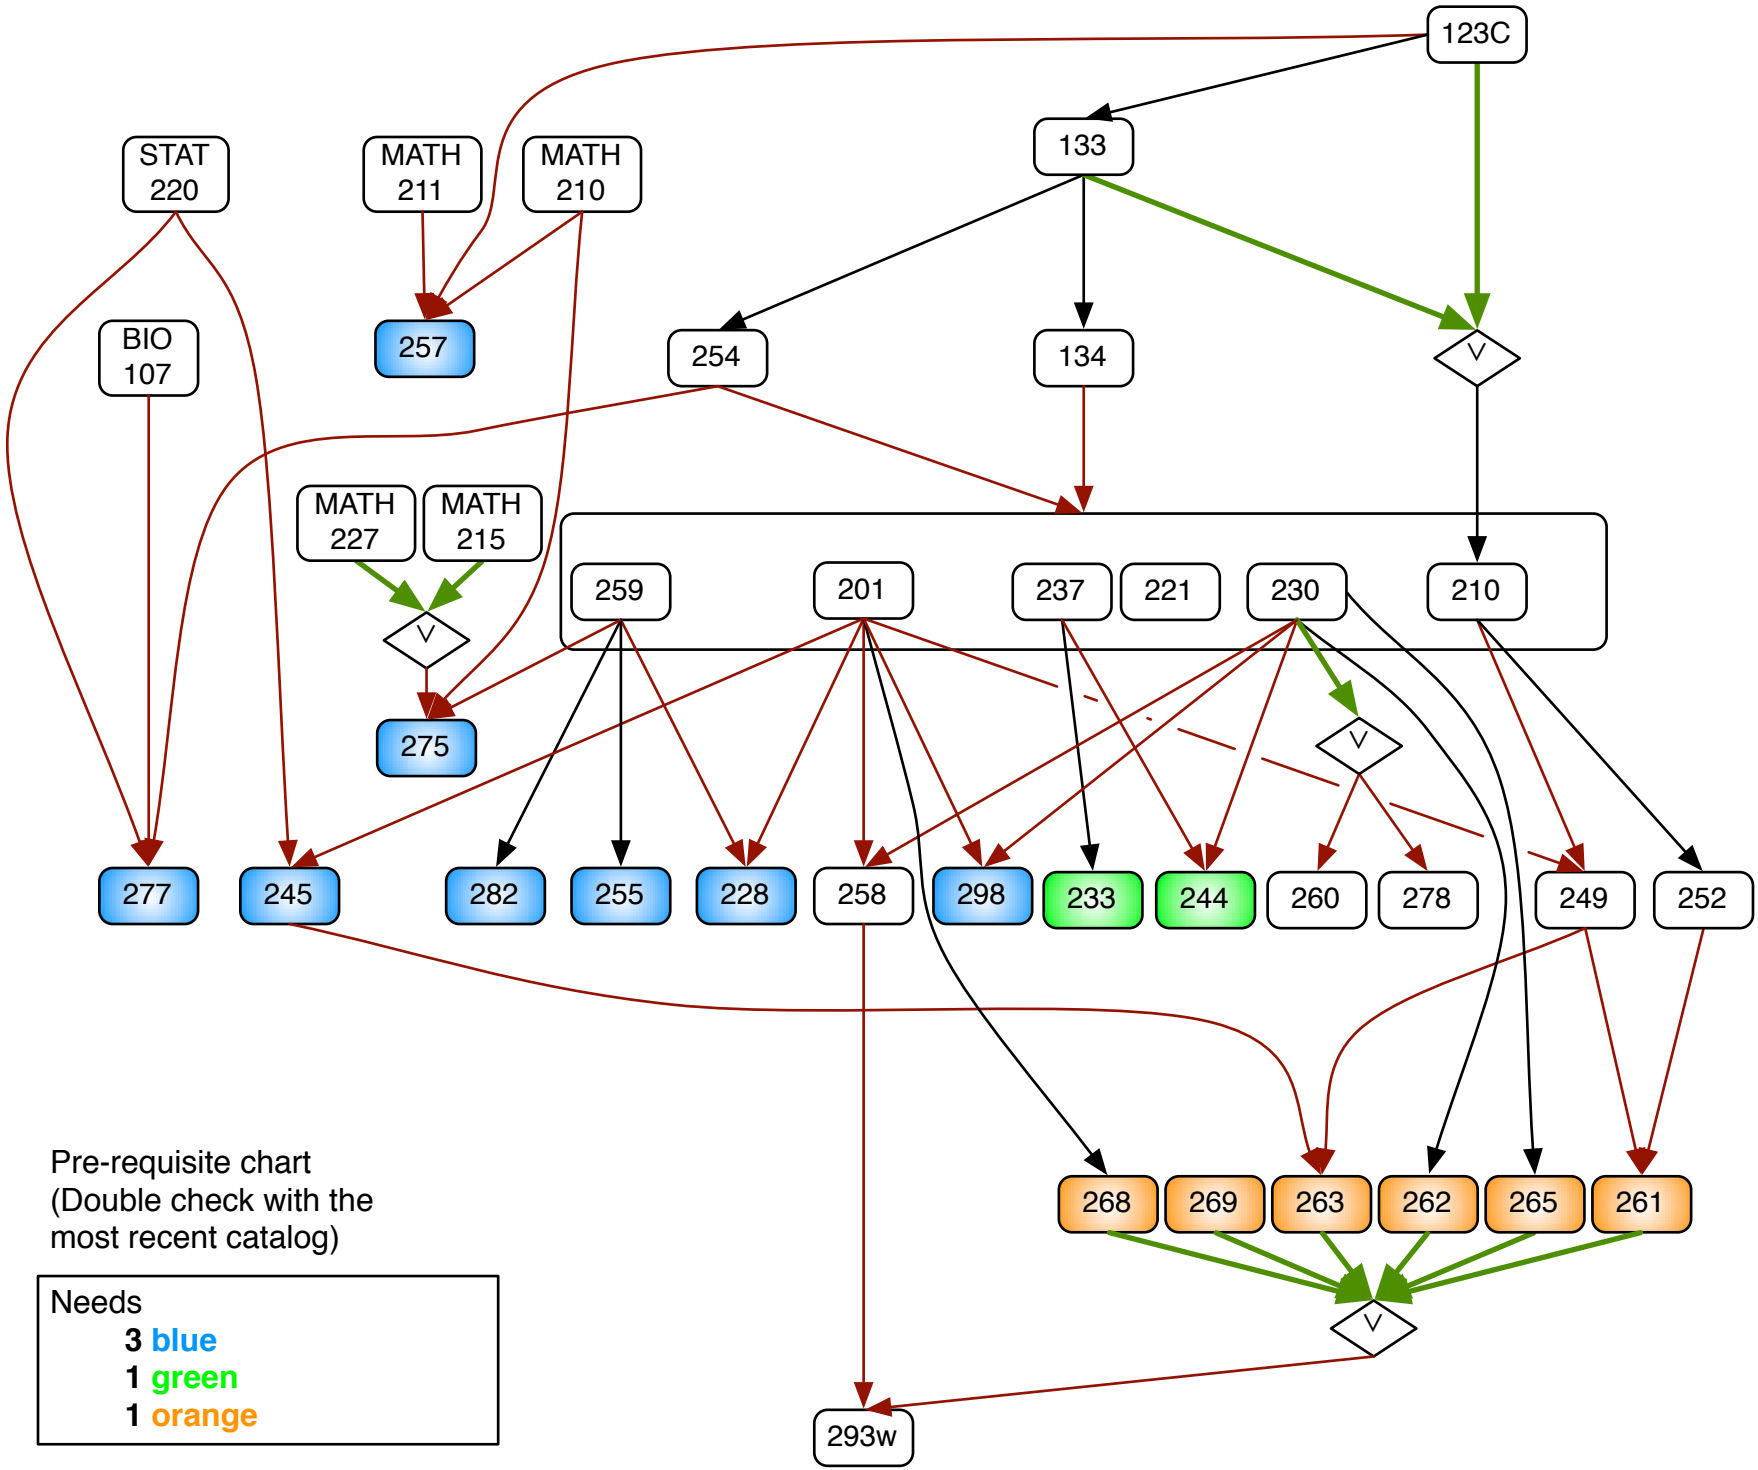 123C
133
STAT
220
MATH
211
MATH
210
BIO
107
257
254
134
V
MATH
227
MATH
215
259
201
237
221
230
210
V
275
V
277
245
282
255
228
258
298
233
244
260
278
249
252
Pre-requisite chart
(Double check with the
most recent catalog)
268
269
263
262
265
261
Needs
3 blue
1 green
1 orange
V
293w